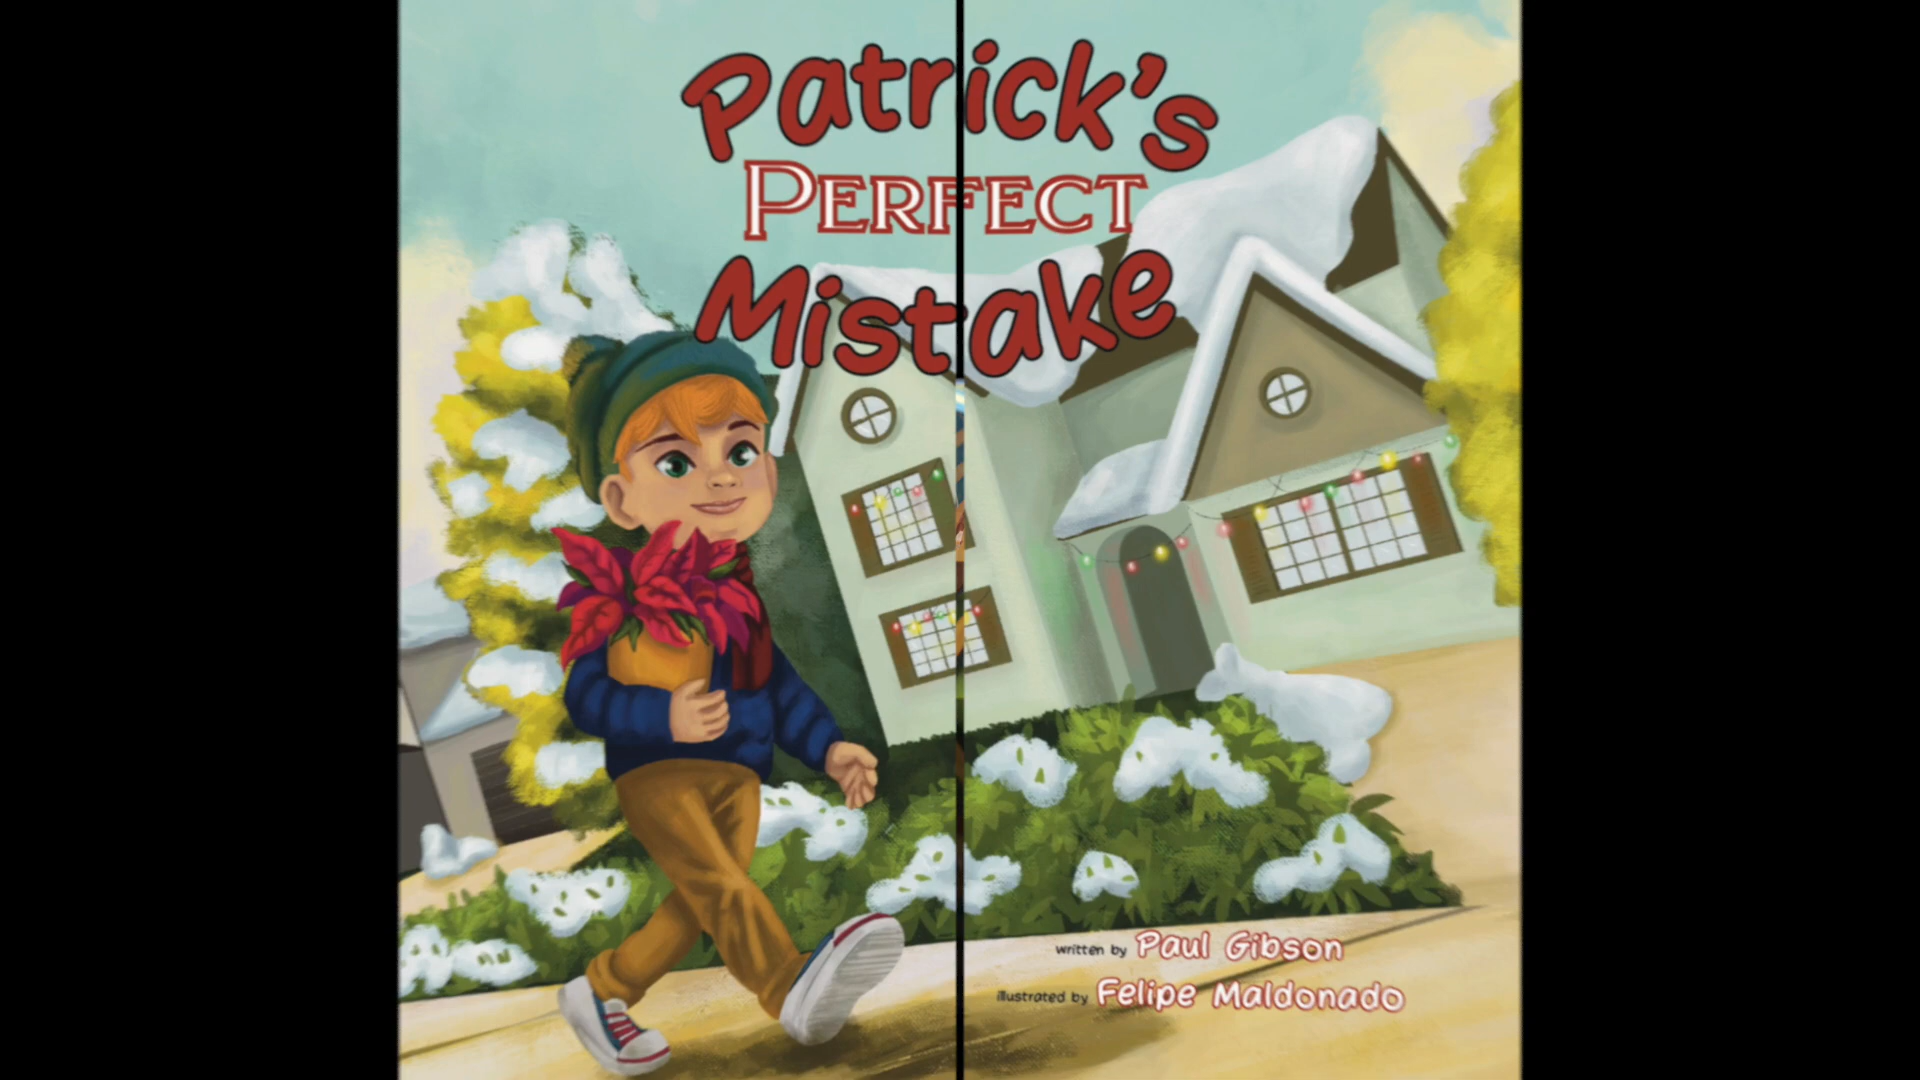 Patrick's
PERFECT
Mistake
written by Paul Gibson
illustrated by Felipe Maldonado